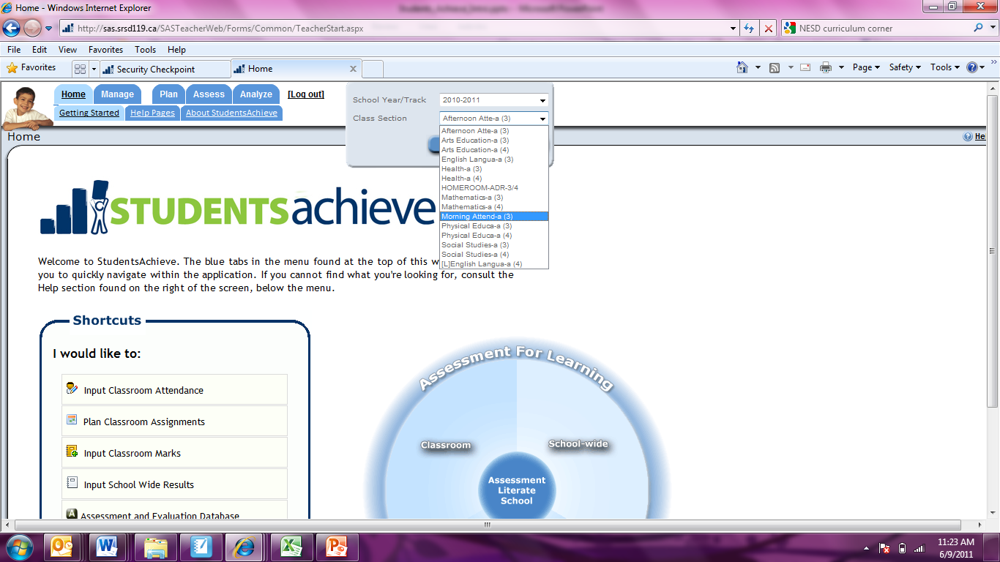 Home - Windows Internet Explorer
http://sas.srsd119.ca/SASTeacherWeb/Forms/Common/TeacherStart.aspx
NESD curriculum corner
File Edit View Favorites Tools Help
Favorites
Security Checkpoint
Home
Page Safety Tools
Home Manage Plan Assess Analyze [Log out]
Getting Started Help Pages About StudentsAchieve
School Year/Track 2010-2011
Class Section Afternoon Atte-a (3)
Afternoon Atte-a (3)
Arts Education-a (3)
Arts Education-a (4)
English Langua-a (3)
Health-a (3)
Health-a (4)
HOMEROOM-ADR-3/4
Mathematics-a (3)
Mathematics-a (4)
Morning Attend-a (3)
Physical Educa-a (3)
Physical Educa-a (4)
Social Studies-a (3)
Social Studies-a (4)
[L]English Langua-a (4)
Home
He
STUDENTSachieve
Welcome to StudentsAchieve. The blue tabs in the menu found at the top of this w
you to quickly navigate within the application. If you cannot find what you're looking for, consult the
Help section found on the right of the screen, below the menu.
Shortcuts
I would like to:
Input Classroom Attendance
Plan Classroom Assignments
Input Classroom Marks
Input School Wide Results
Assessment and Evaluation Database
Assessment For Learning
Classroom
School-wide
Assessment
Literate
School
11:23 AM
6/9/2011